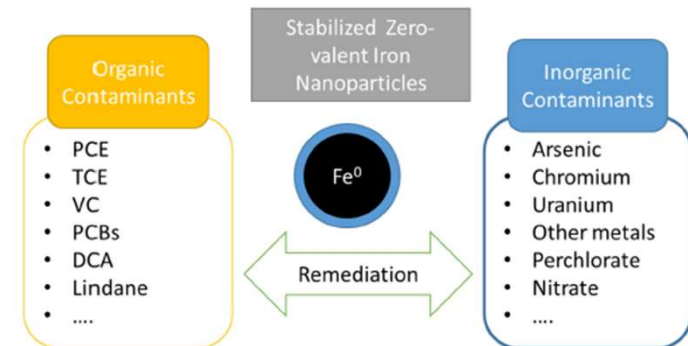 Stabilized Zero-
valent Iron
Nanoparticles
Organic
Contaminants
• PCE
• TCE
• VC
• PCBs
• DCA
• Lindane
• ....
Fe⁰
Remediation
Inorganic
Contaminants
• Arsenic
• Chromium
• Uranium
• Other metals
• Perchlorate
• Nitrate
• ....